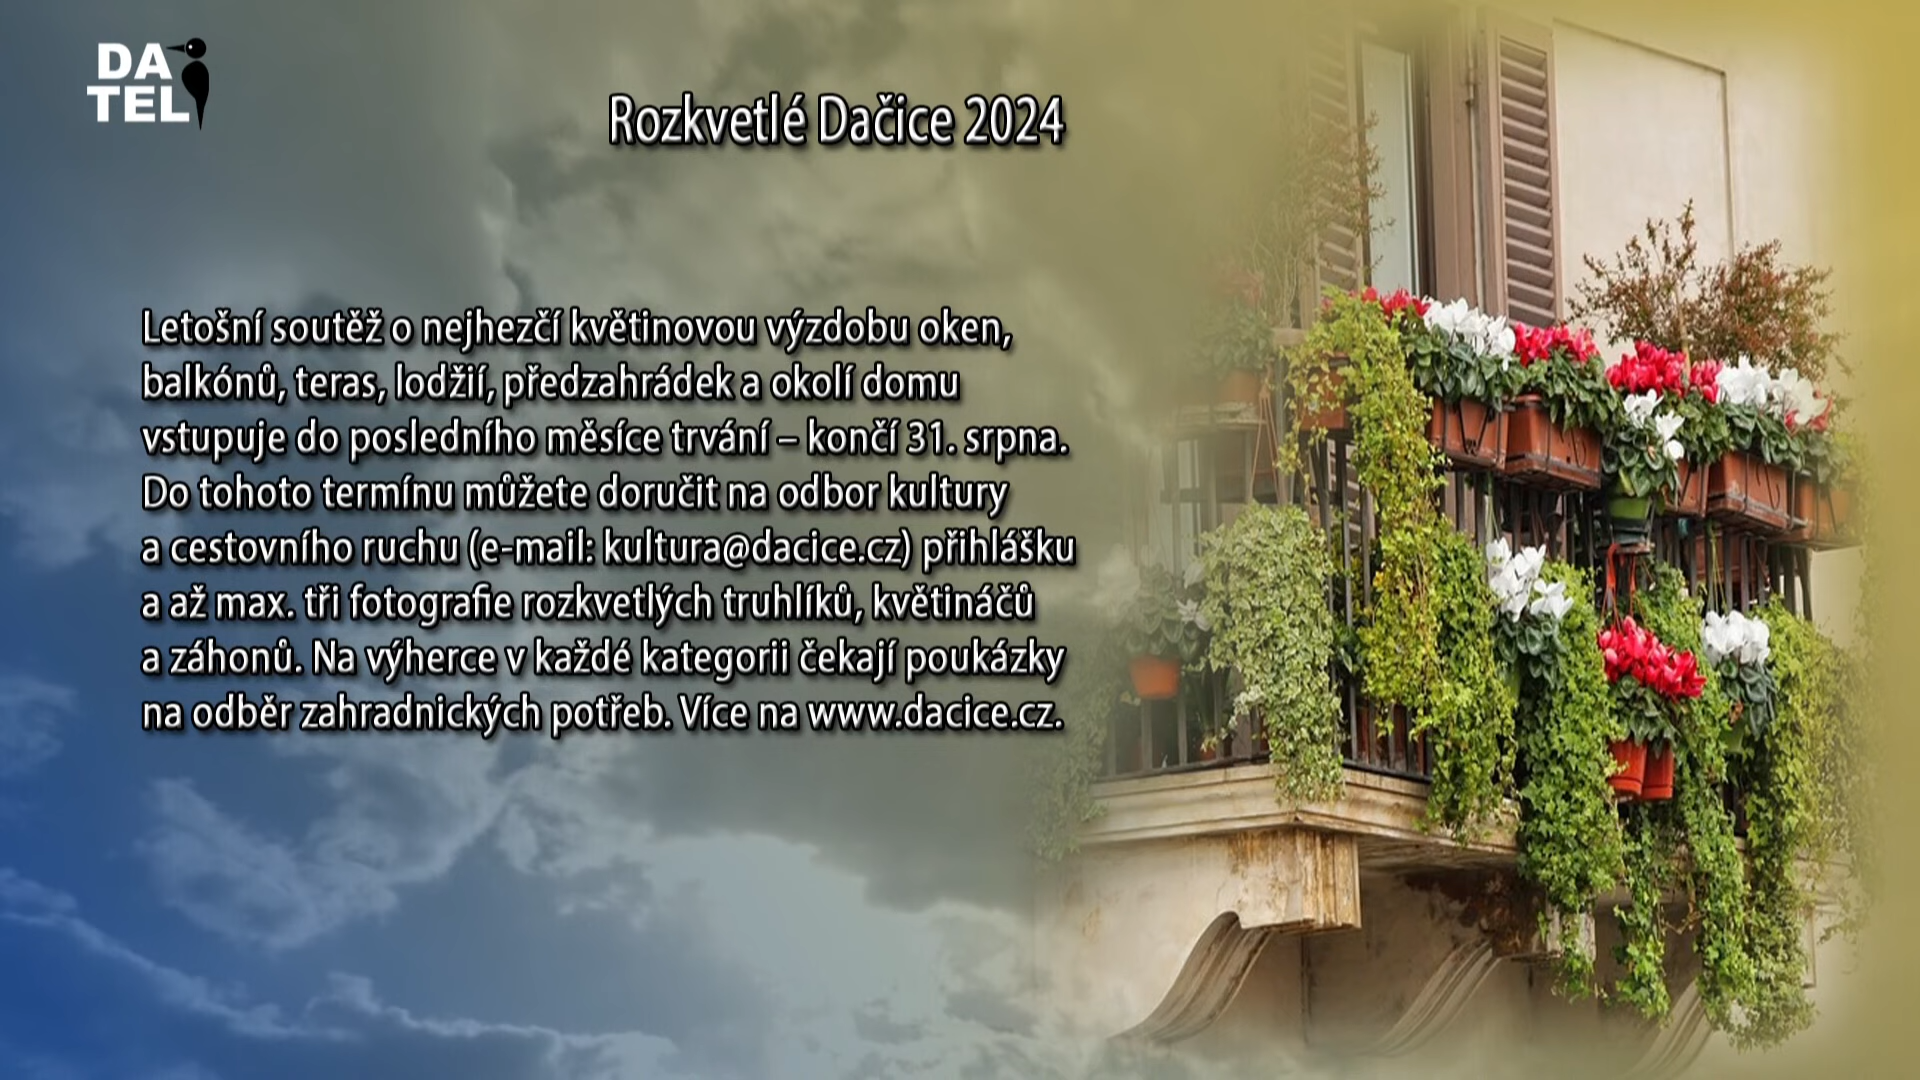 DA
TEL
Rozkvetlé Dačice 2024
Letošní soutěž o nejhezčí květinovou výzdobu oken,
balkónů, teras, lodžií, předzahrádek a okolí domu
vstupuje do posledního měsíce trvání – končí 31. srpna.
Do tohoto termínu můžete doručit na odbor kultury
a cestovního ruchu (e-mail: kultura@dacice.cz) přihlášku
a až max. tři fotografie rozkvetlých truhlíků, květináčů
a záhonů. Na výherce v každé kategorii čekají poukázky
na odběr zahradnických potřeb. Více na www.dacice.cz.